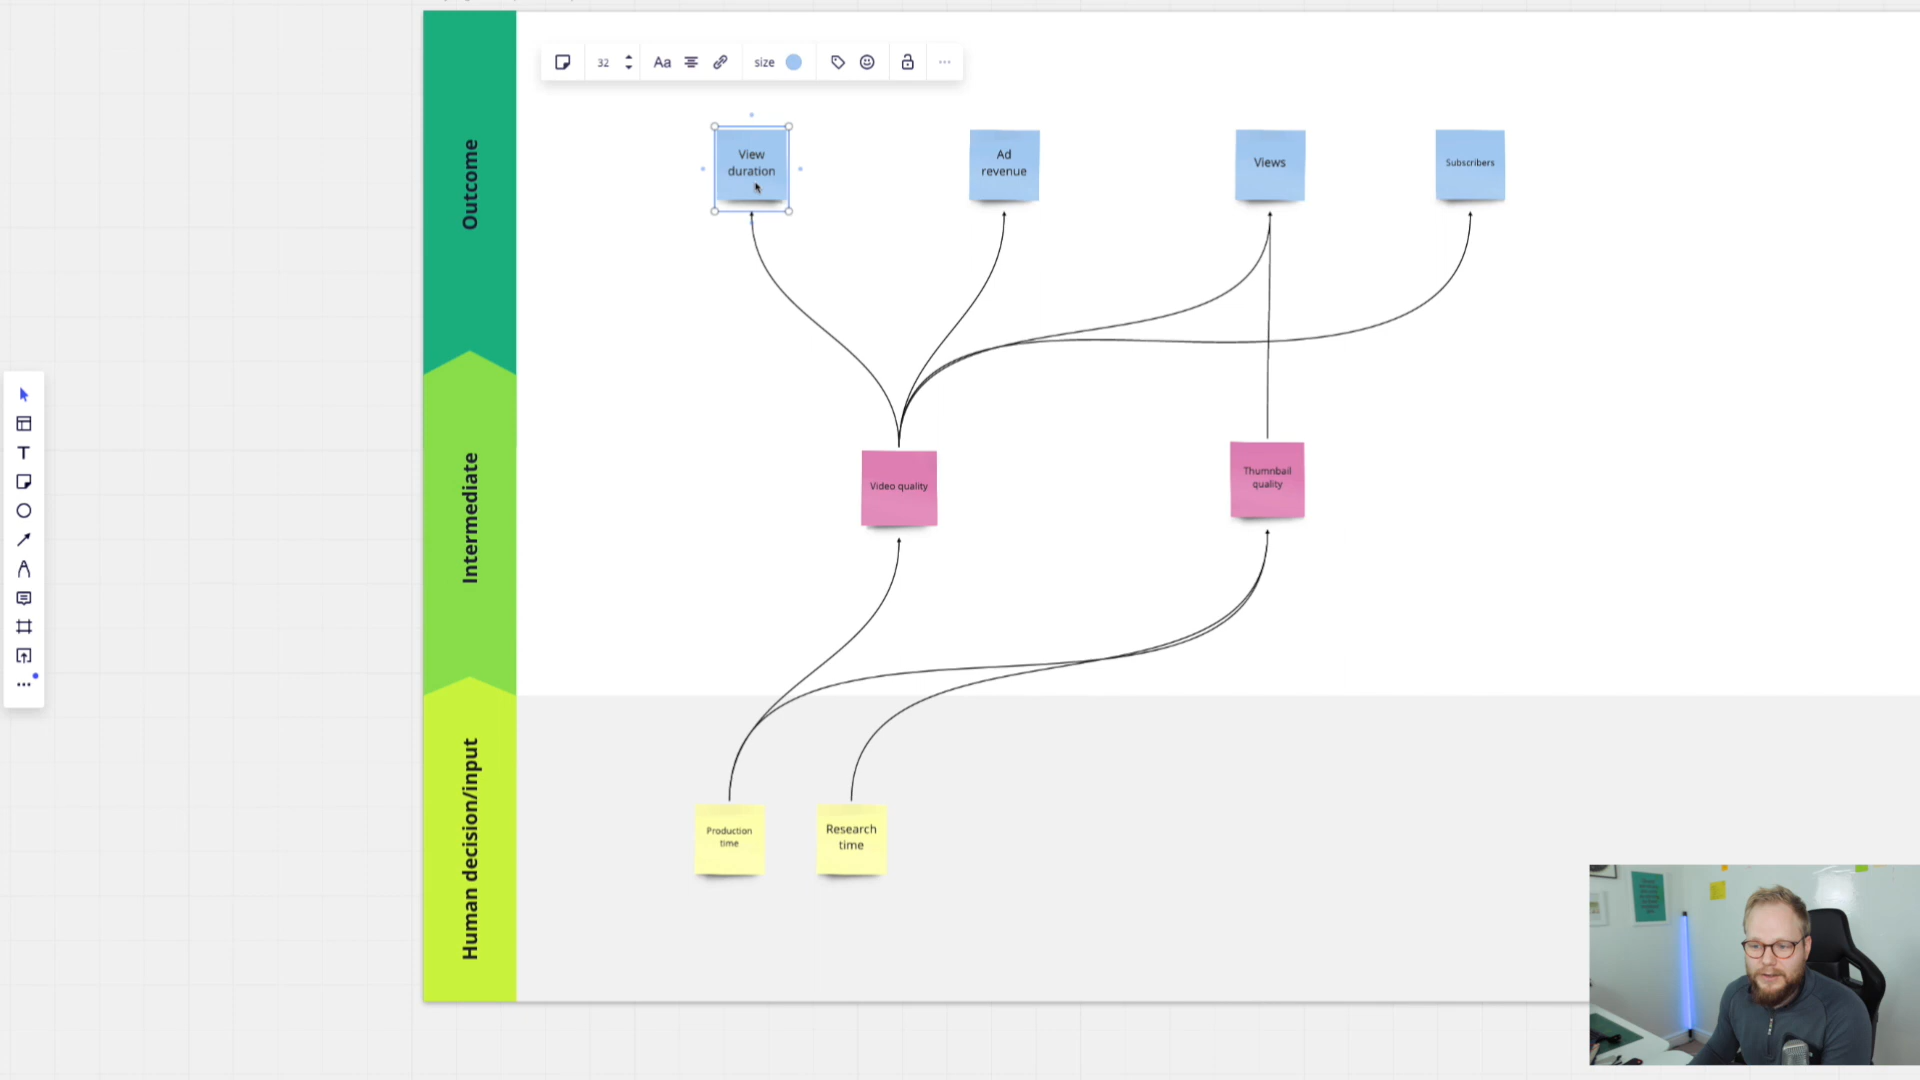 32
Aa
size
Outcome
View
duration
Ad
revenue
Views
Subscribers
Intermediate
Video quality
Thumnbail
quality
Human decision/input
Production
time
Research
time